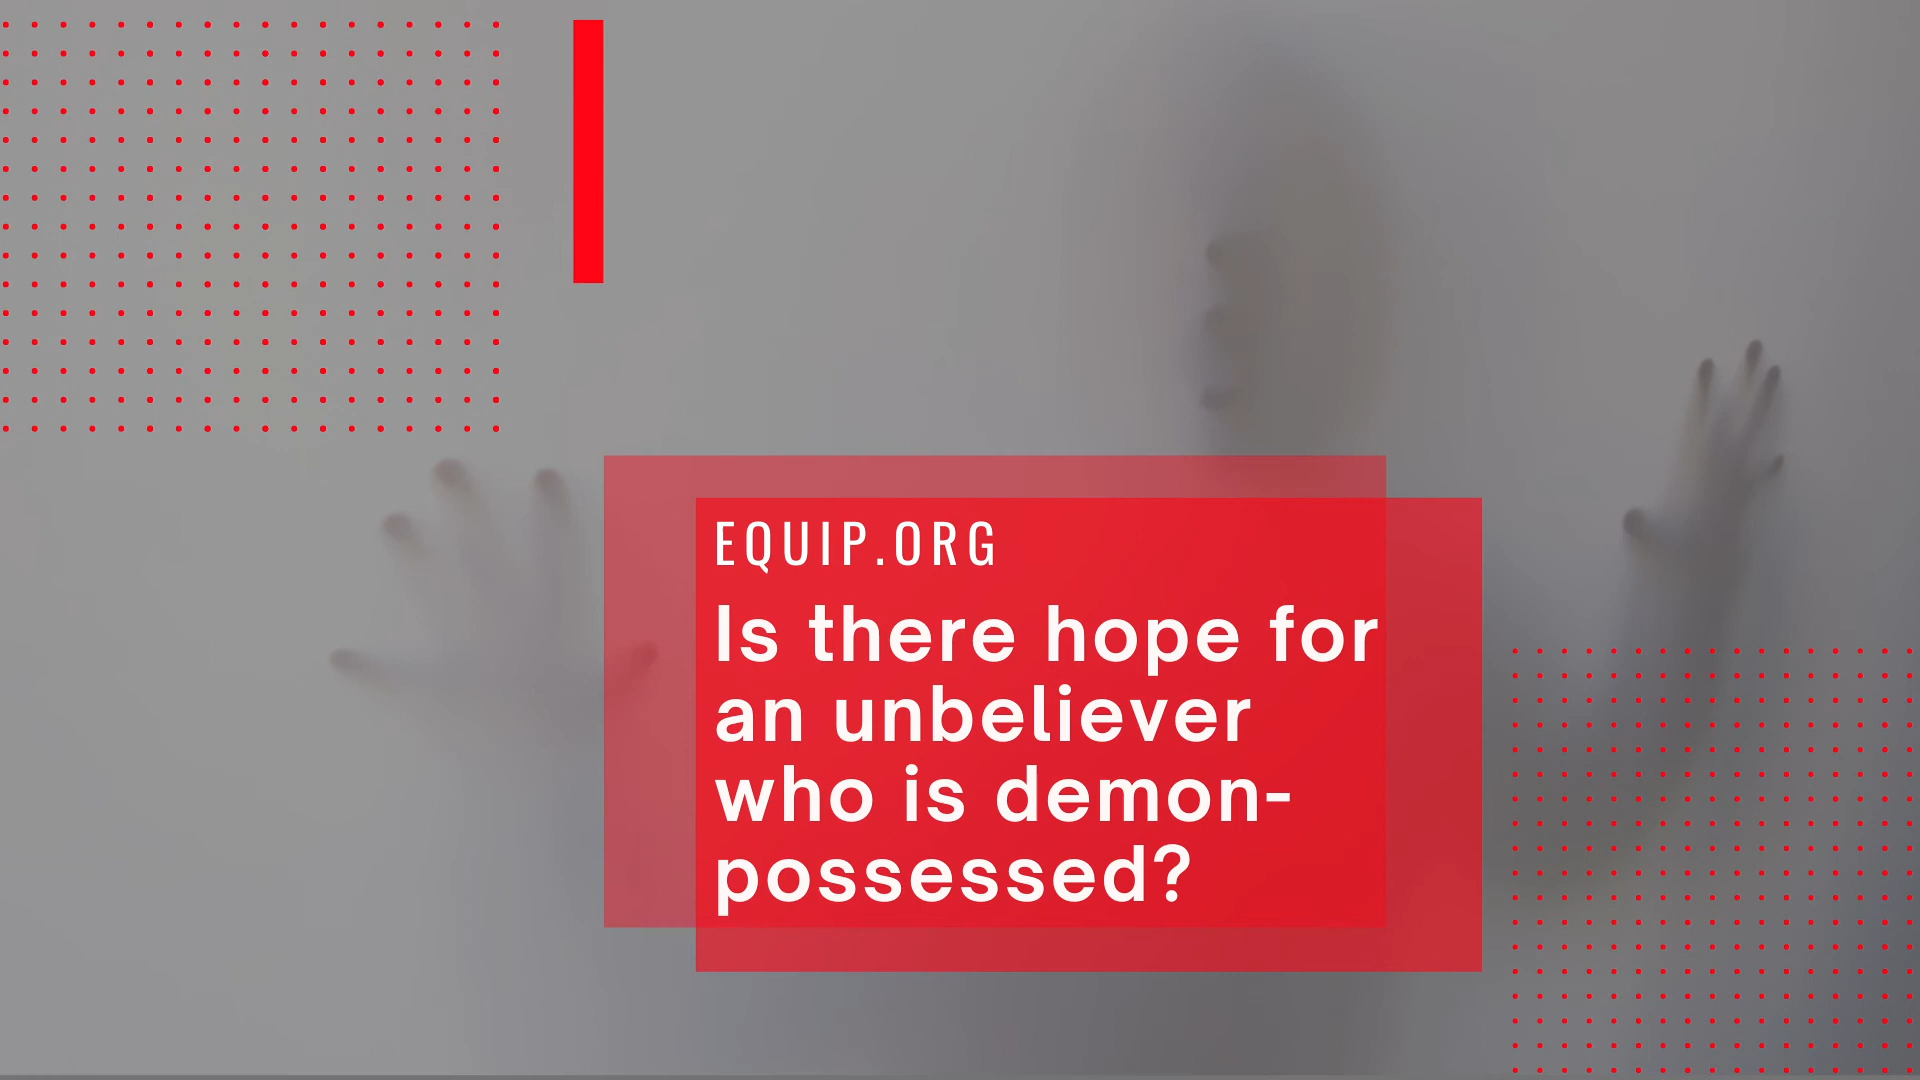 EQUIP.ORG
Is there hope for
an unbeliever
who is demon-
possessed?